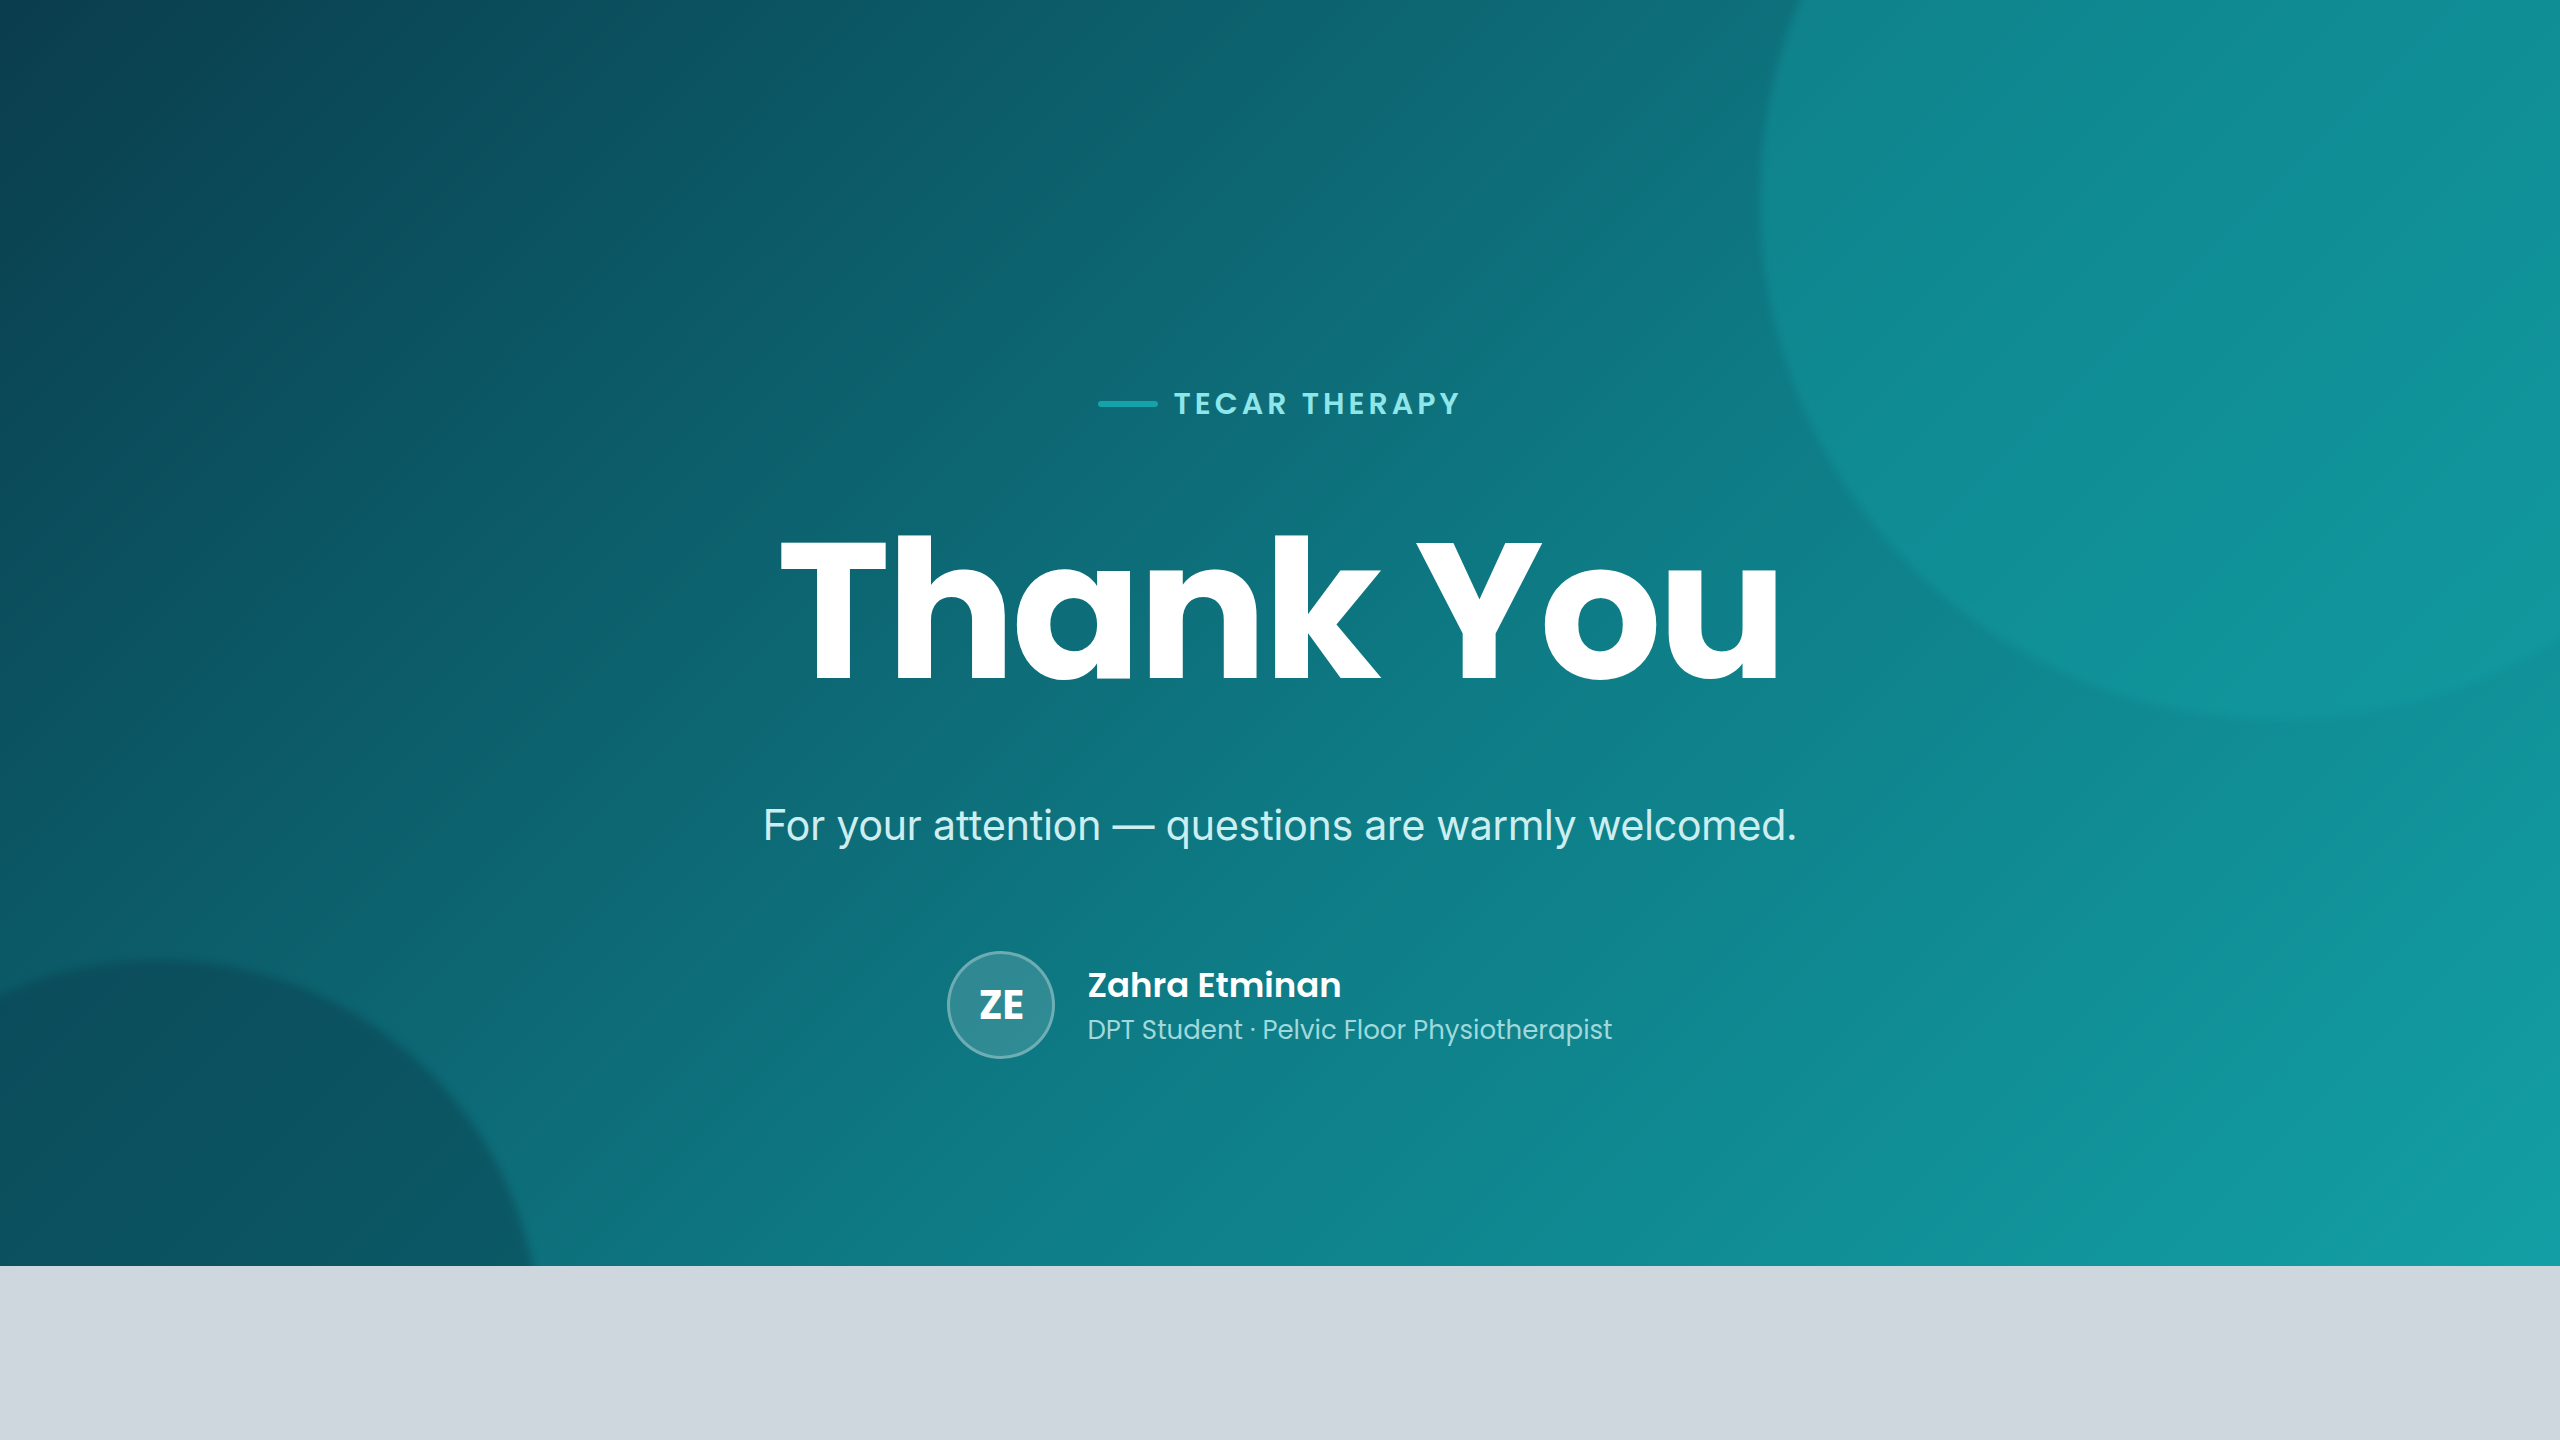 TECAR THERAPY
Thank You
For your attention — questions are warmly welcomed.
ZE
Zahra Etminan
DPT Student · Pelvic Floor Physiotherapist